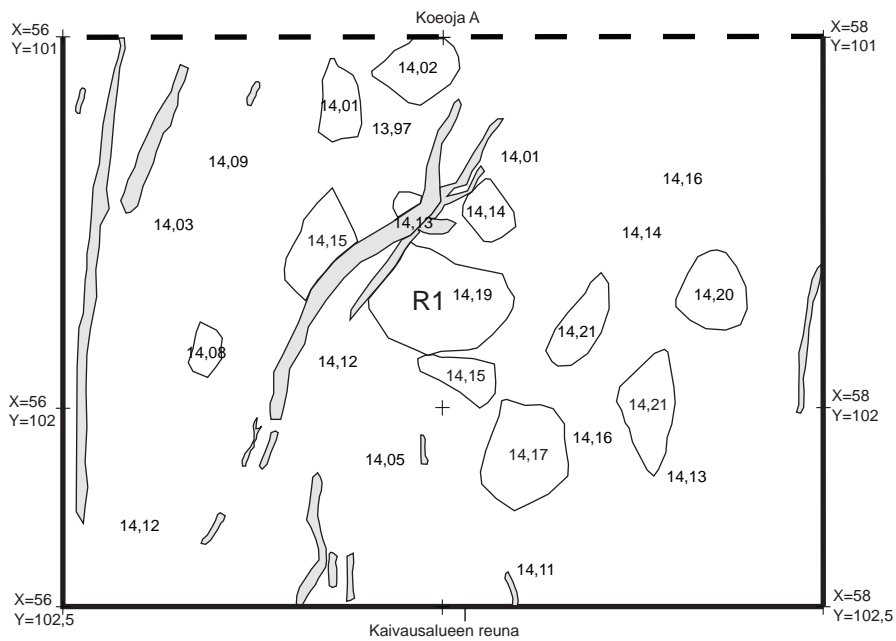 Koeoja A
X=56
Y=101
X=58
Y=101
14,02
14,01
13,97
14,01
14,09
14,16
14,03
14,13
14,14
14,14
14,15
R1
14,19
14,20
14,21
14,08
14,12
14,15
X=56
Y=102
X=58
Y=102
14,21
14,16
14,05
14,17
14,13
14,12
14,11
X=56
Y=102,5
X=58
Y=102,5
Kaivausalueen reuna